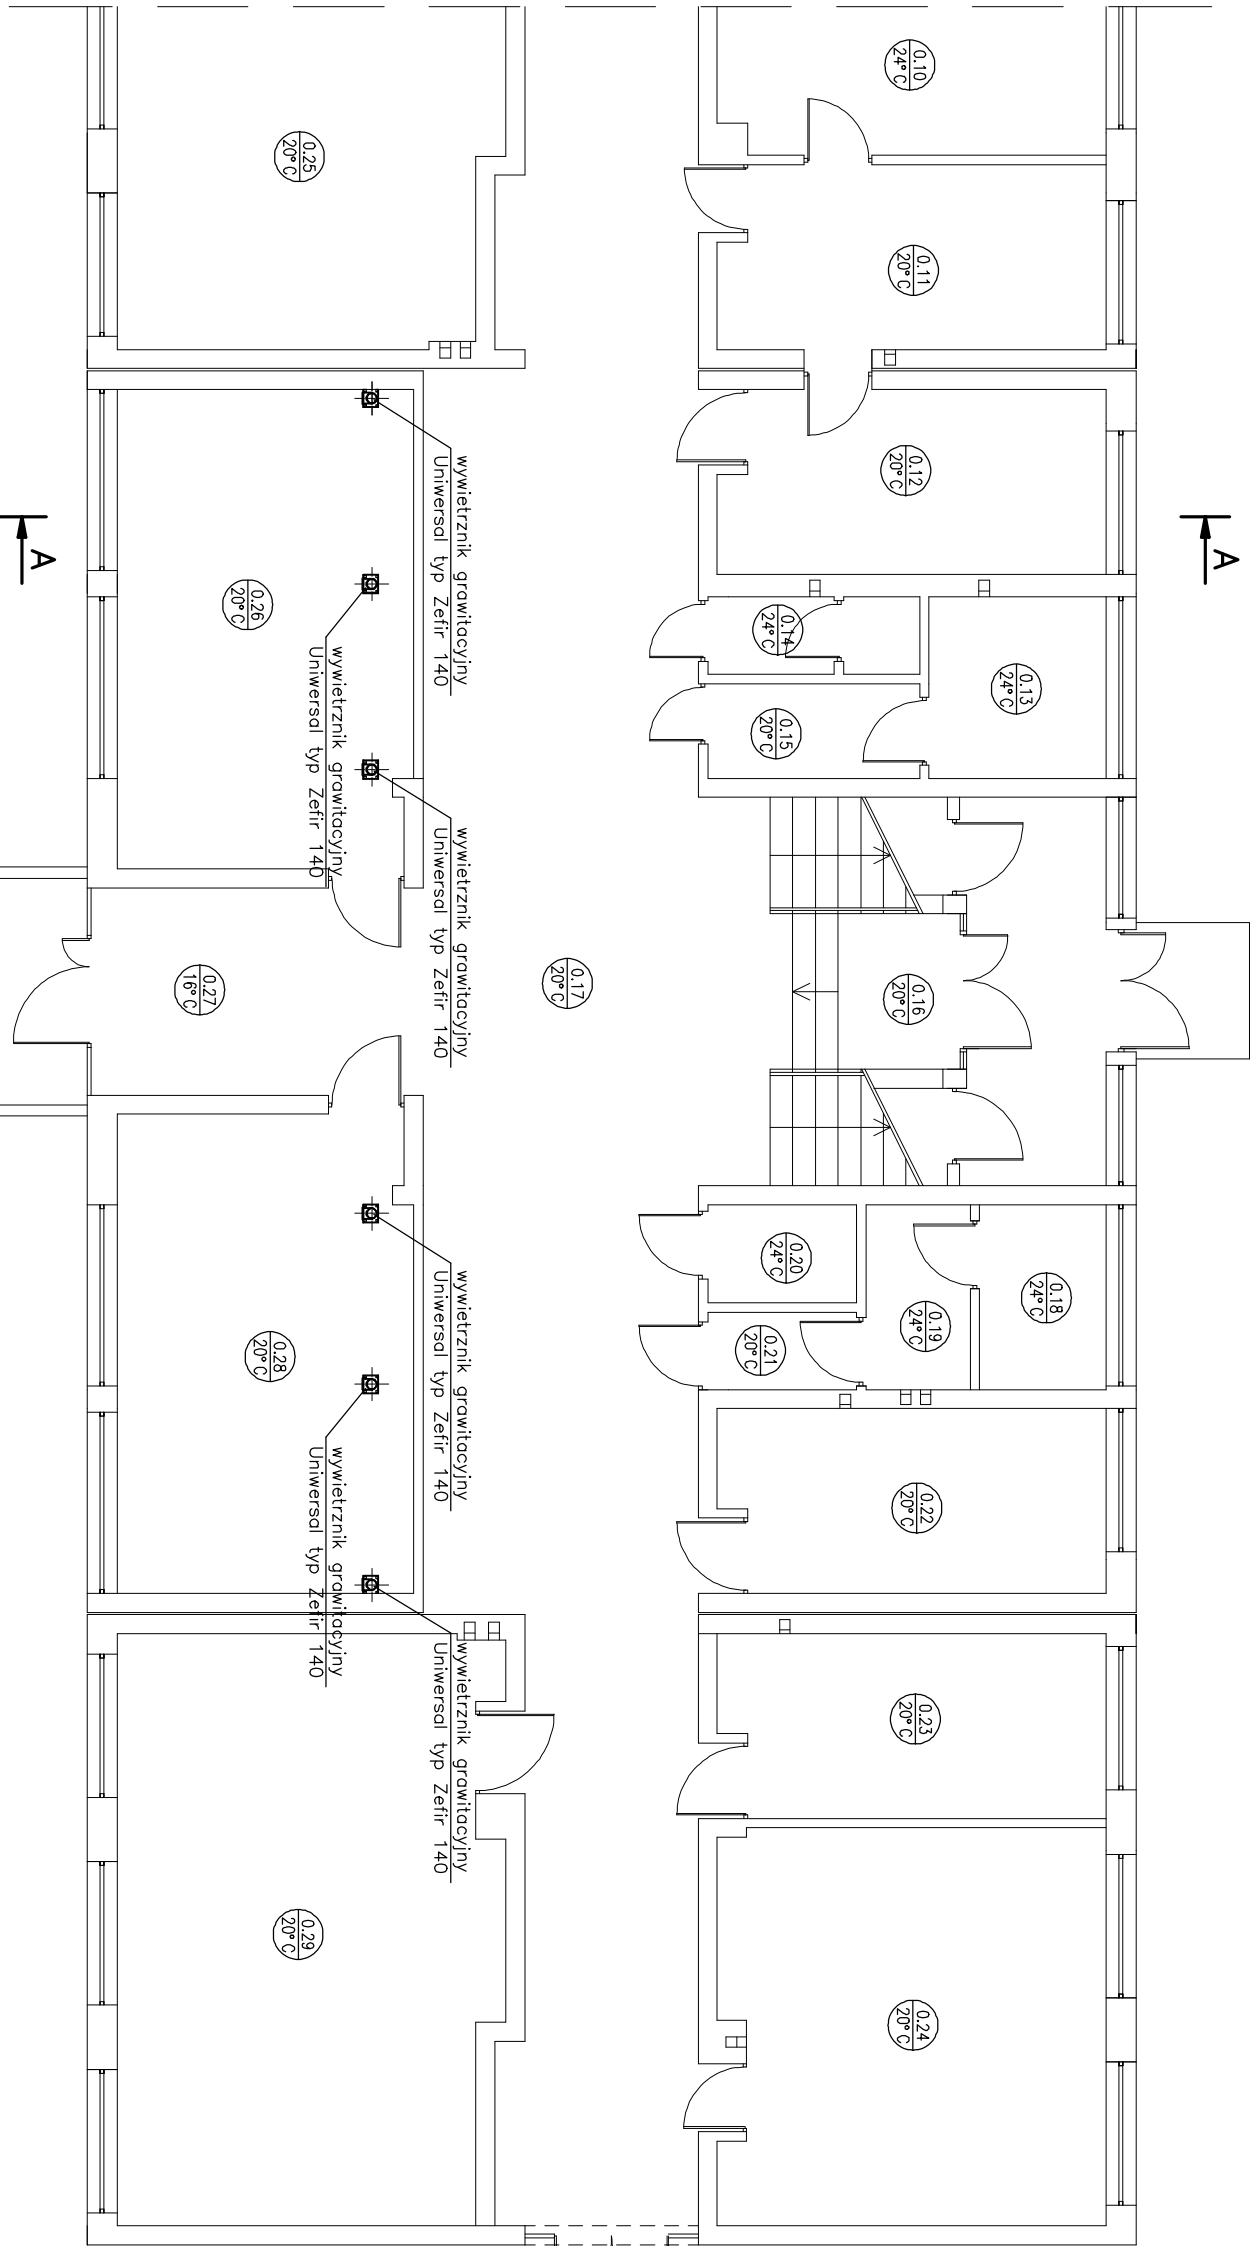 0.10
24°C
0.11
20°C
0.12
20°C
0.13
24°C
0.14
24°C
0.15
20°C
0.16
20°C
0.17
20°C
0.18
24°C
0.19
24°C
0.20
24°C
0.21
20°C
0.22
20°C
0.23
20°C
0.24
20°C
0.25
20°C
0.26
20°C
0.27
16°C
0.28
20°C
0.29
20°C
wywietrznik grawitacyjny
Uniwersal typ Zefir 140
wywietrznik grawitacyjny
Uniwersal typ Zefir 140
wywietrznik grawitacyjny
Uniwersal typ Zefir 140
wywietrznik grawitacyjny
Uniwersal typ Zefir 140
wywietrznik grawitacyjny
Uniwersal typ Zefir 140
wywietrznik grawitacyjny
Uniwersal typ Zefir 140
A
A